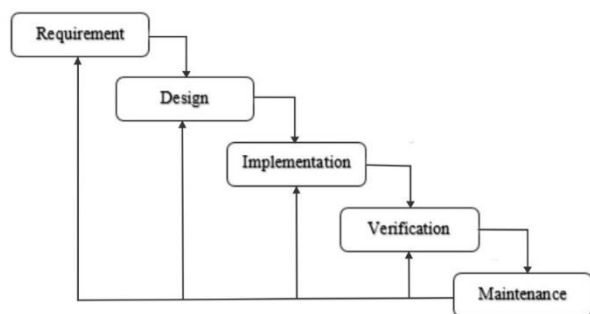 Requirement
Design
Implementation
Verification
Maintenance